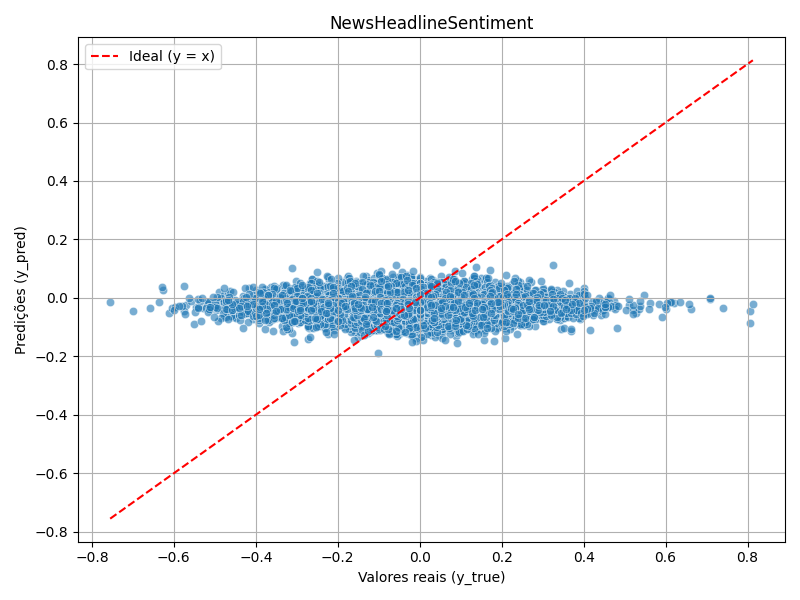 NewsHeadlineSentiment
Ideal (y = x)
0.8
0.6
0.4
0.2
0.0
−0.2
−0.4
−0.6
−0.8
Predições (y_pred)
−0.8 −0.6 −0.4 −0.2 0.0 0.2 0.4 0.6 0.8
Valores reais (y_true)